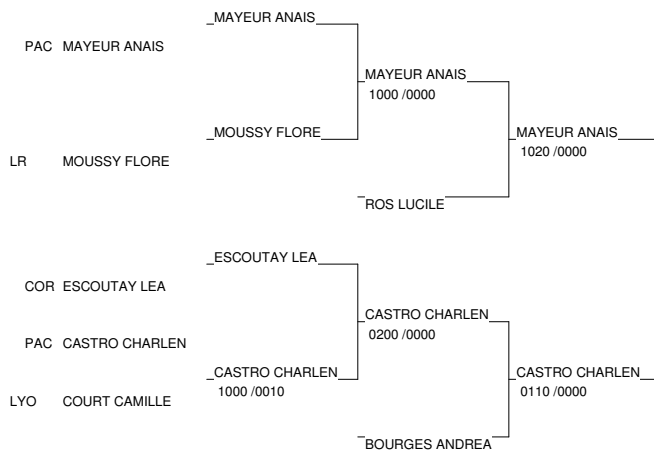 MAYEUR ANAIS
PAC MAYEUR ANAIS
MAYEUR ANAIS
1000 /0000
MOUSSY FLORE
MAYEUR ANAIS
1020 /0000
LR MOUSSY FLORE
ROS LUCILE
ESCOUTAY LEA
COR ESCOUTAY LEA
CASTRO CHARLEN
0200 /0000
PAC CASTRO CHARLEN
CASTRO CHARLEN
1000 /0010
CASTRO CHARLEN
0110 /0000
LYO COURT CAMILLE
BOURGES ANDREA